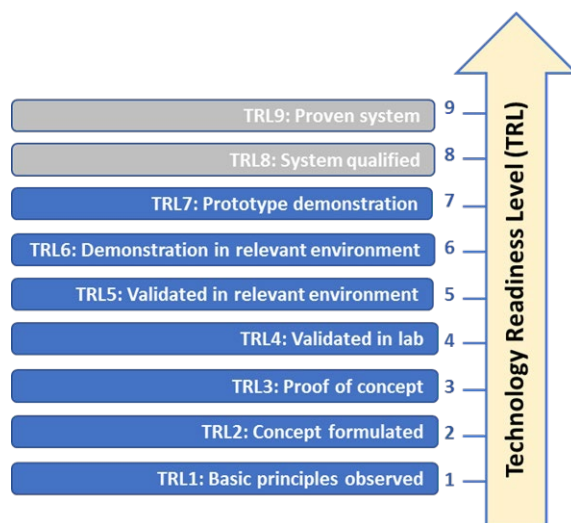 TRL9: Proven system 9
TRL8: System qualified 8
TRL7: Prototype demonstration 7
TRL6: Demonstration in relevant environment 6
TRL5: Validated in relevant environment 5
TRL4: Validated in lab 4
TRL3: Proof of concept 3
TRL2: Concept formulated 2
TRL1: Basic principles observed 1
Technology Readiness Level (TRL)